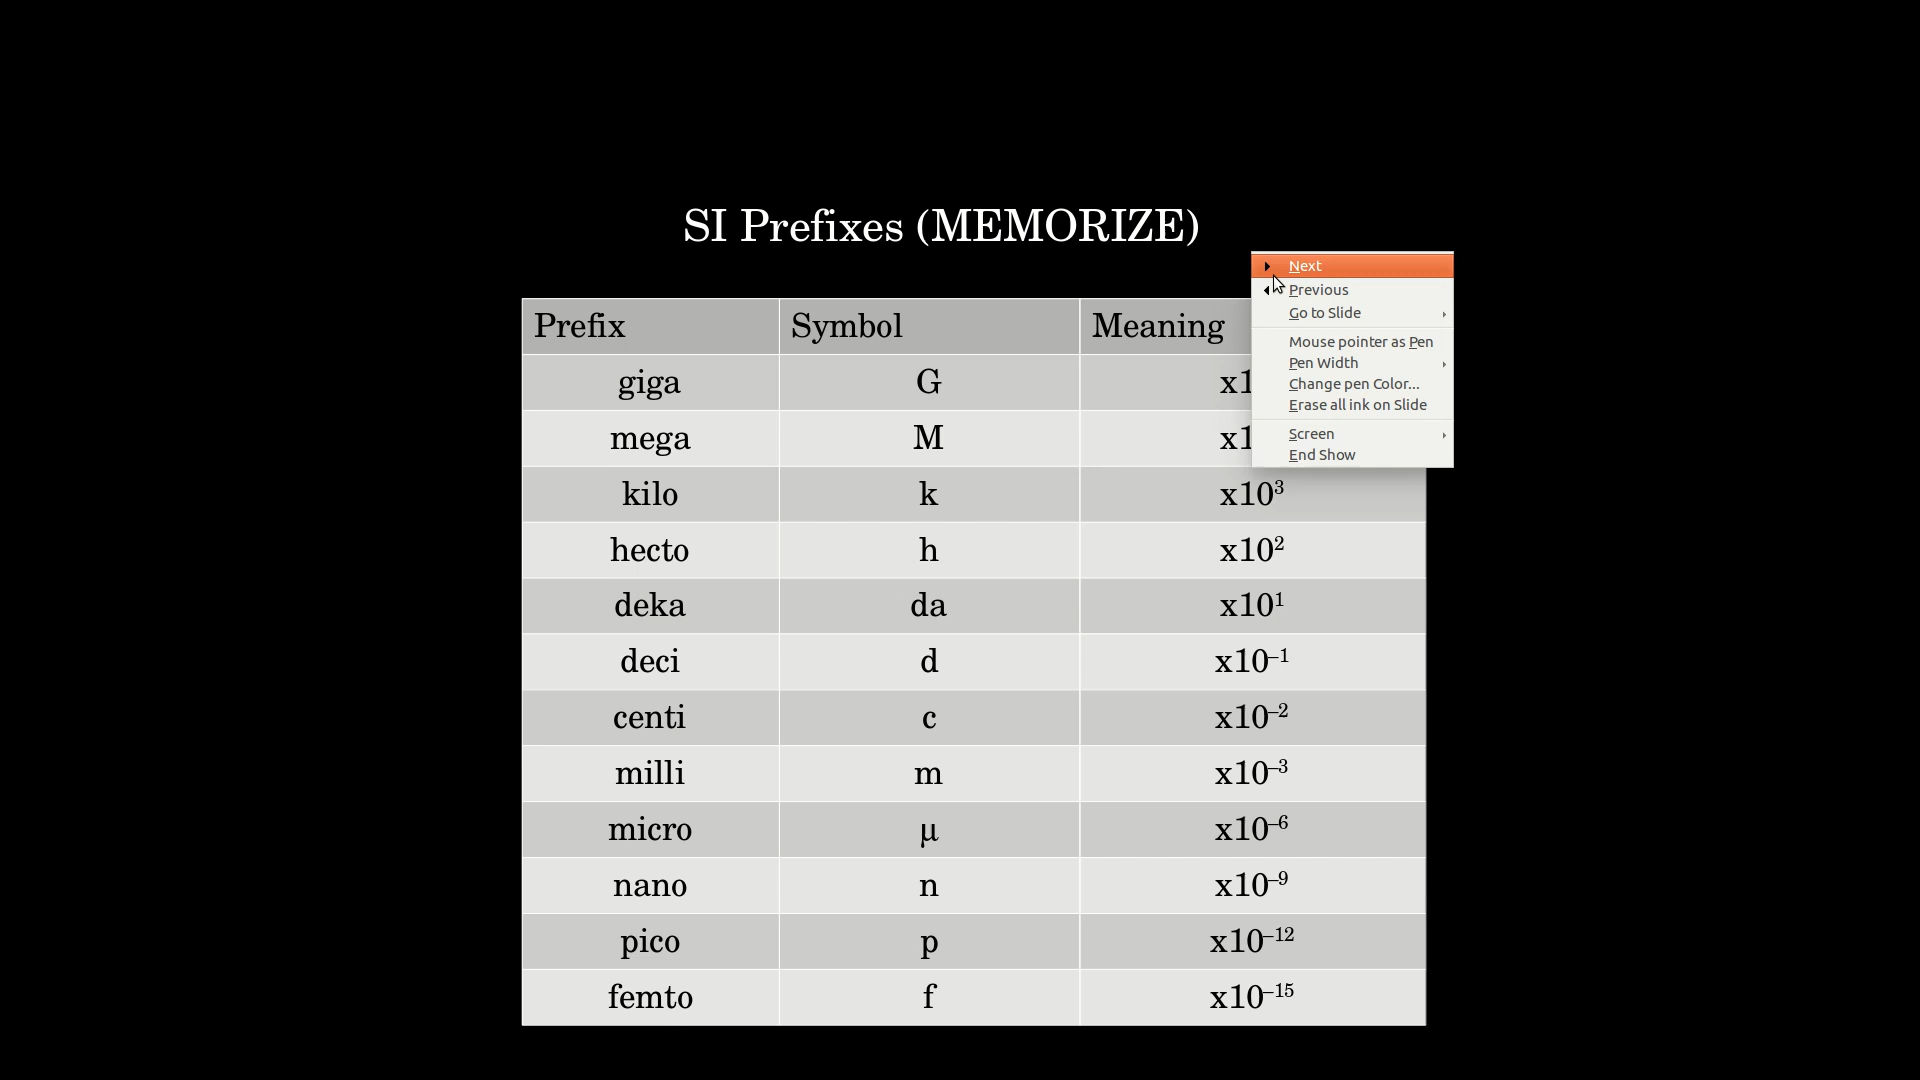 SI Prefixes (MEMORIZE)
Prefix Symbol Meaning
giga G x1
mega M x1
kilo k x10³
hecto h x10²
deka da x10¹
deci d x10–1
centi c x10–2
milli m x10–3
micro µ x10–6
nano n x10–9
pico p x10–12
femto f x10–15
Next
Previous
Go to Slide
Mouse pointer as Pen
Pen Width
Change pen Color...
Erase all ink on Slide
Screen
End Show